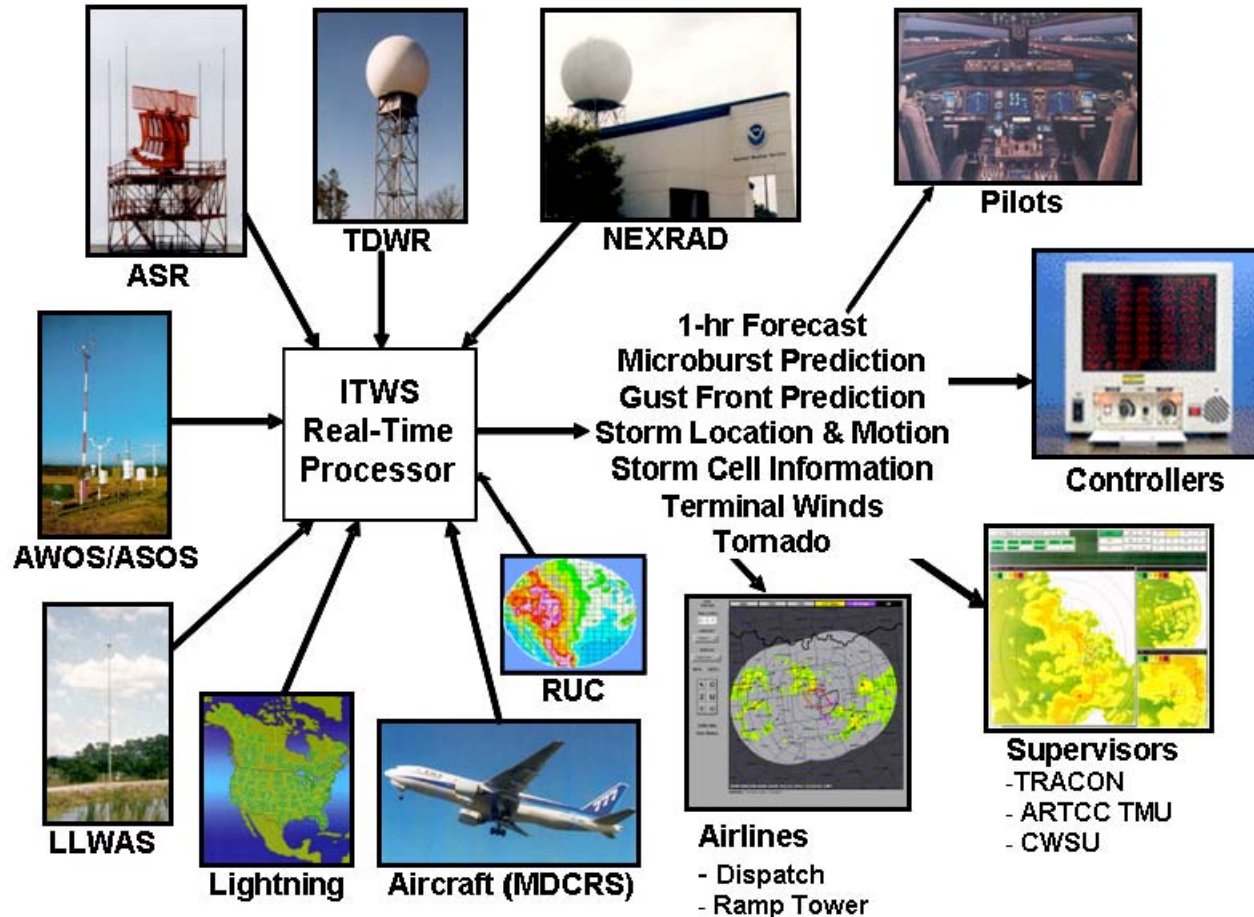 ASR
TDWR
NEXRAD
Pilots
AWOS/ASOS
ITWS
Real-Time
Processor
1-hr Forecast
Microburst Prediction
Gust Front Prediction
Storm Location & Motion
Storm Cell Information
Terminal Winds
Tornado
Controllers
LLWAS
Lightning
Aircraft (MDCRS)
777
RUC
Airlines
- Dispatch
- Ramp Tower
Supervisors
-TRACON
- ARTCC TMU
- CWSU